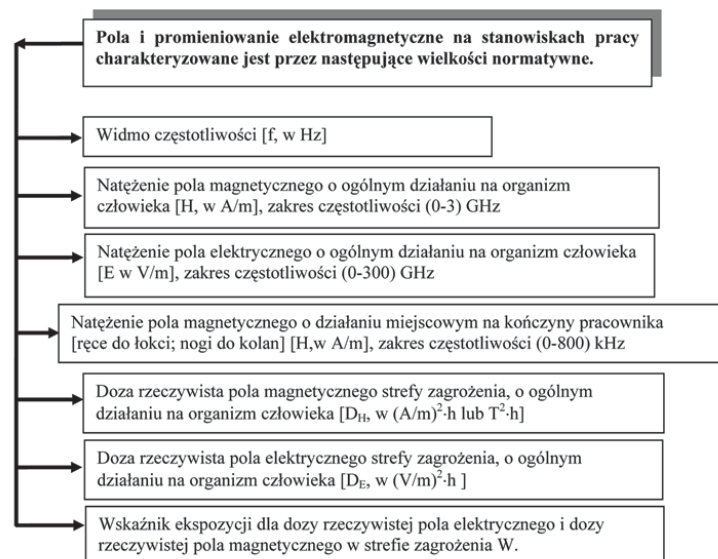 Pola i promieniowanie elektromagnetyczne na stanowiskach pracy
charakteryzowane jest przez następujące wielkości normatywne.
Widmo częstotliwości [f, w Hz]
Natężenie pola magnetycznego o ogólnym działaniu na organizm
człowieka [H, w A/m], zakres częstotliwości (0-3) GHz
Natężenie pola elektrycznego o ogólnym działaniu na organizm człowieka
[E w V/m], zakres częstotliwości (0-300) GHz
Natężenie pola magnetycznego o działaniu miejscowym na kończyny pracownika
[ręce do łokci; nogi do kolan] [H,w A/m], zakres częstotliwości (0-800) kHz
Doza rzeczywista pola magnetycznego strefy zagrożenia, o ogólnym
działaniu na organizm człowieka [D_H, w (A/m)²·h lub T²·h]
Doza rzeczywista pola elektrycznego strefy zagrożenia, o ogólnym
działaniu na organizm człowieka [D_E, w (V/m)²·h ]
Wskaźnik ekspozycji dla dozy rzeczywistej pola elektrycznego i dozy
rzeczywistej pola magnetycznego w strefie zagrożenia W.